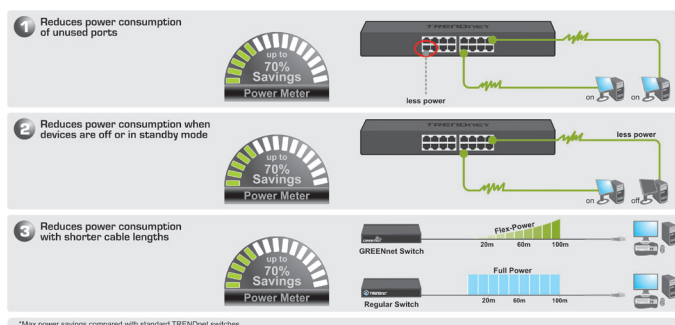 1 Reduces power consumption
of unused ports
up to
70%
Savings
Power Meter
TRENDNET
less power
on
on
2 Reduces power consumption when
devices are off or in standby mode
up to
70%
Savings
Power Meter
TRENDNET
less power
on
off
3 Reduces power consumption
with shorter cable lengths
up to
70%
Savings
Power Meter
GREENnet
GREENnet Switch
Flex-Power
20m 60m 100m
TRENDNET
Regular Switch
Full Power
20m 60m 100m
*Max power savings compared with standard TRENDnet switches